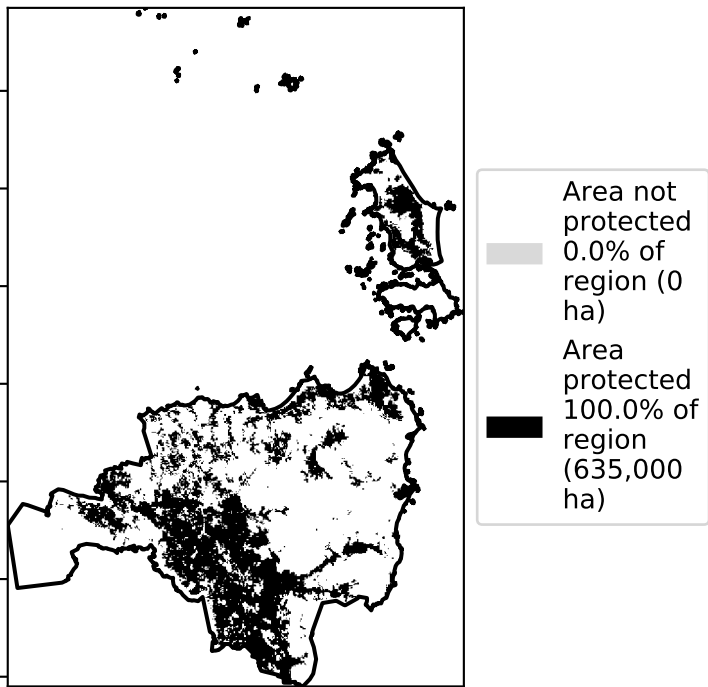 Area not
protected
0.0% of
region (0
ha)
Area
protected
100.0% of
region
(635,000
ha)